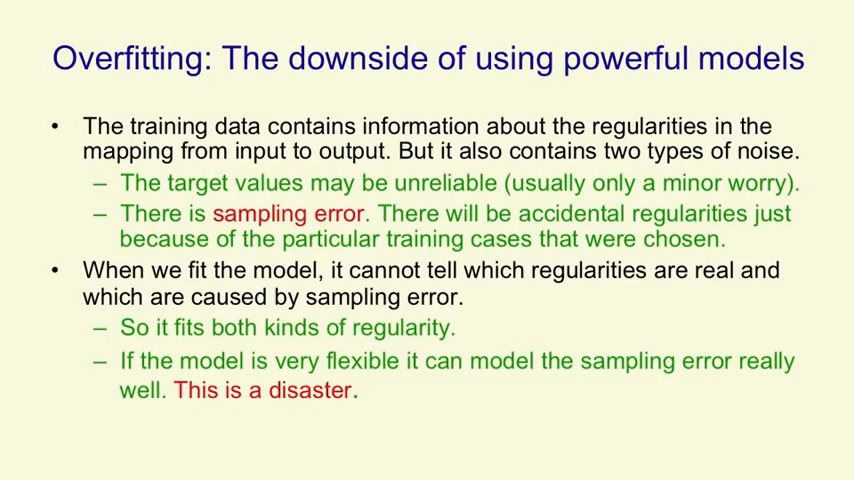 Overfitting: The downside of using powerful models
• The training data contains information about the regularities in the
mapping from input to output. But it also contains two types of noise.
– The target values may be unreliable (usually only a minor worry).
– There is sampling error. There will be accidental regularities just
because of the particular training cases that were chosen.
• When we fit the model, it cannot tell which regularities are real and
which are caused by sampling error.
– So it fits both kinds of regularity.
– If the model is very flexible it can model the sampling error really
well. This is a disaster.